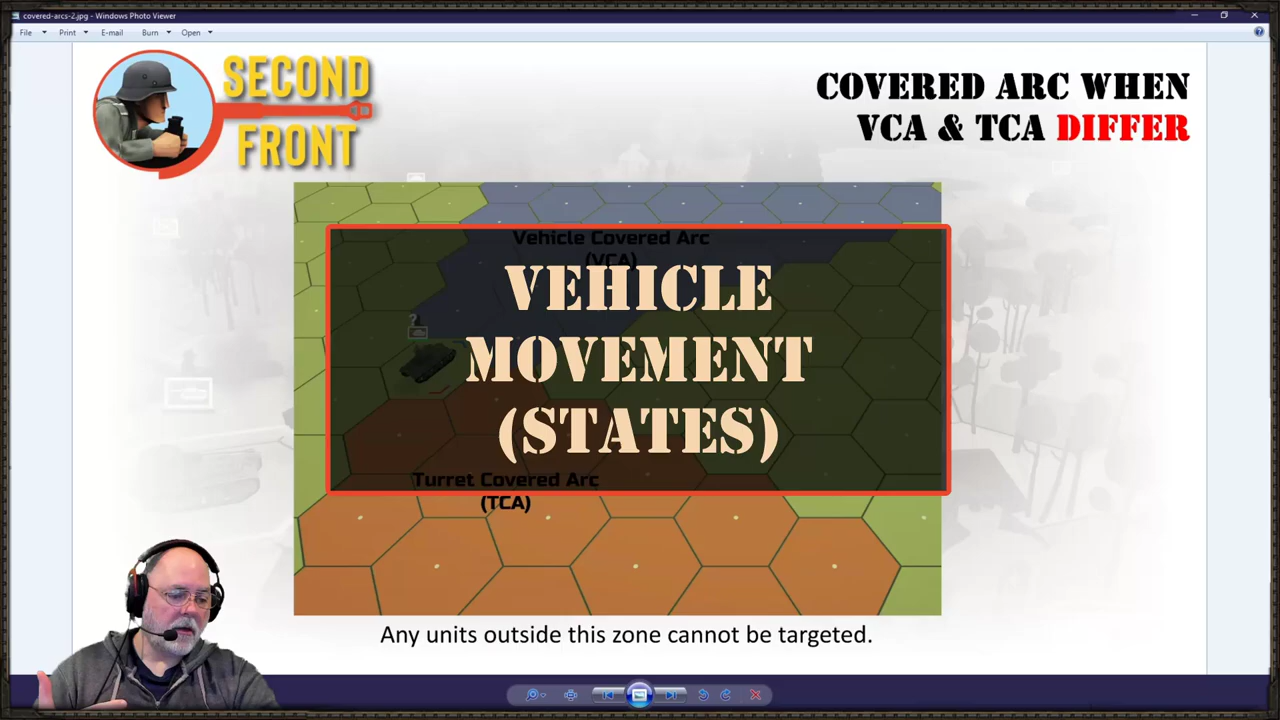 covered-arcs-2.jpg - Windows Photo Viewer
File Print Burn E-mail Open
SECOND
FRONT
COVERED ARC WHEN
VCA & TCA DIFFER
Vehicle Covered Arc
(VCA)
VEHICLE
MOVEMENT
(STATES)
?
Turret Covered Arc
(TCA)
Any units outside this zone cannot be targeted.